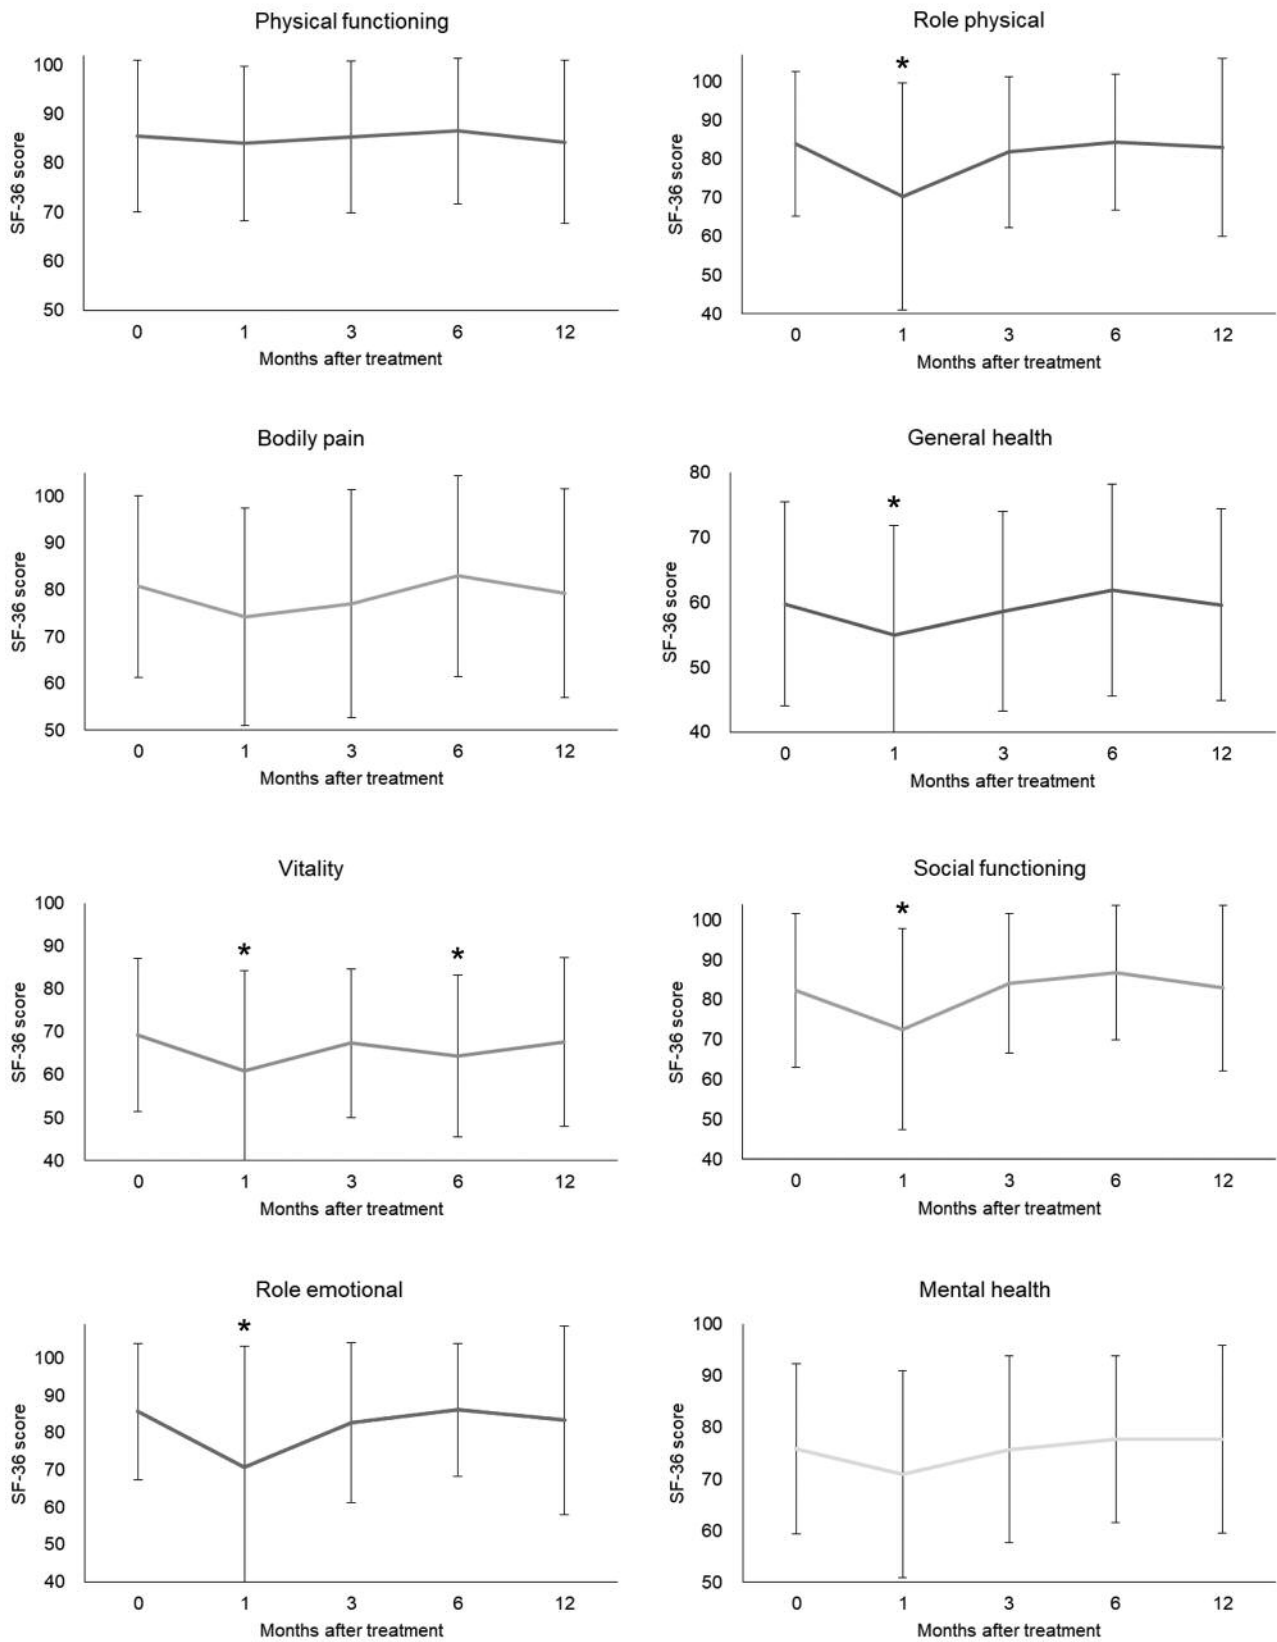 Physical functioning
SF-36 score
100
90
80
70
60
50
0 1 3 6 12
Months after treatment
Role physical
*
SF-36 score
100
90
80
70
60
50
40
0 1 3 6 12
Months after treatment
Bodily pain
SF-36 score
100
90
80
70
60
50
0 1 3 6 12
Months after treatment
General health
*
SF-36 score
80
70
60
50
40
0 1 3 6 12
Months after treatment
Vitality
* *
SF-36 score
100
90
80
70
60
50
40
0 1 3 6 12
Months after treatment
Social functioning
*
SF-36 score
100
90
80
70
60
50
40
0 1 3 6 12
Months after treatment
Role emotional
*
SF-36 score
100
90
80
70
60
50
40
0 1 3 6 12
Months after treatment
Mental health
SF-36 score
100
90
80
70
60
50
0 1 3 6 12
Months after treatment